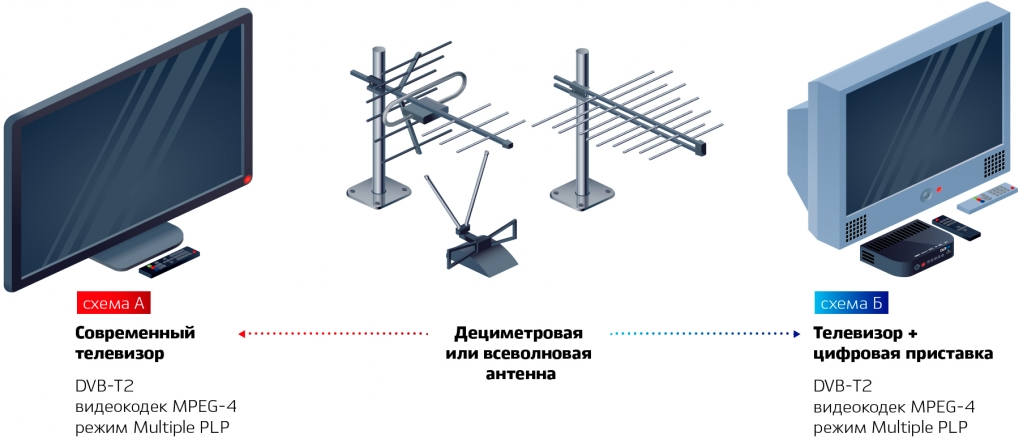 схема А
Современный
телевизор
DVB-T2
видеокодек MPEG-4
режим Multiple PLP
Дециметровая
или всеволновая
антенна
схема Б
Телевизор +
цифровая приставка
DVB-T2
видеокодек MPEG-4
режим Multiple PLP